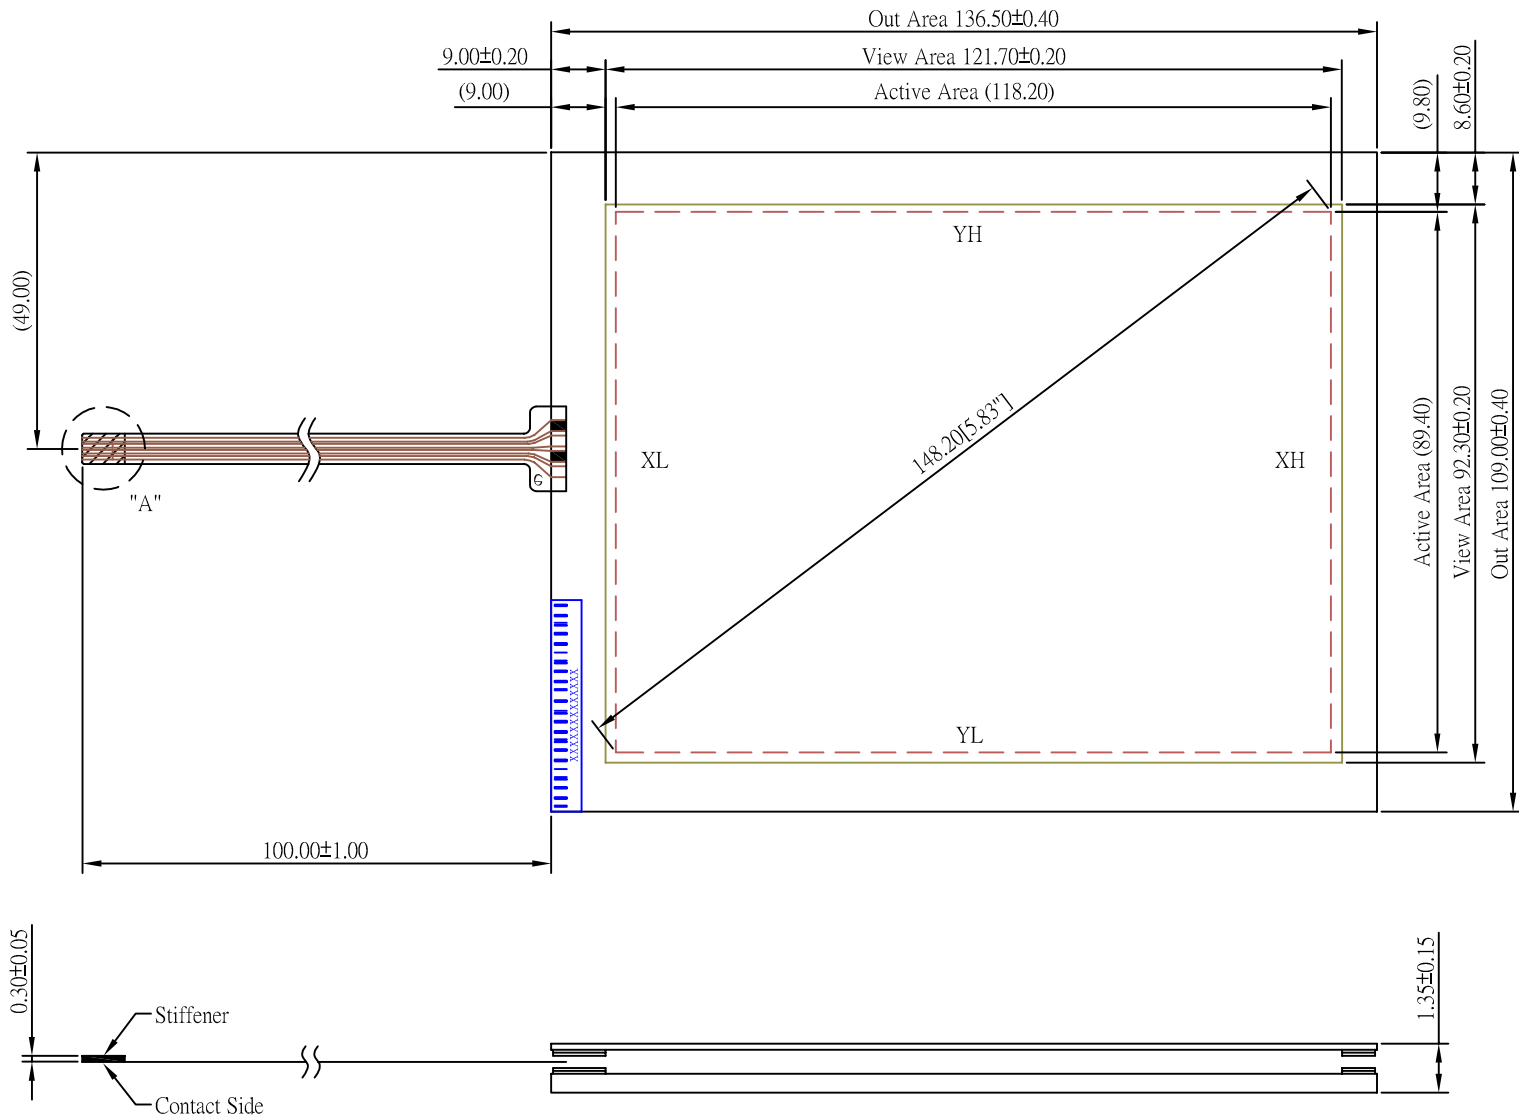 Out Area 136.50±0.40
9.00±0.20
View Area 121.70±0.20
(9.00)
Active Area (118.20)
(9.80)
8.60±0.20
(49.00)
YH
XL
148.20[5.83"]
XH
Active Area (89.40)
View Area 92.30±0.20
Out Area 109.00±0.40
"A"
e
XXXXXXXXXXXXX
YL
100.00±1.00
0.30±0.05
Stiffener
Contact Side
1.35±0.15